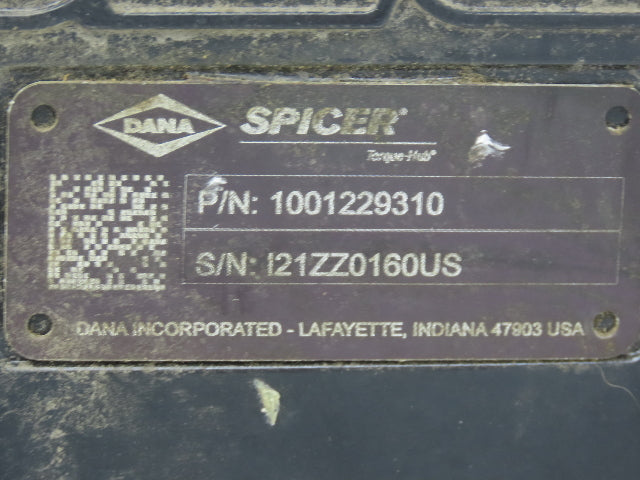 DANA
SPICER®
Torque-Hub®
P/N: 1001229310
S/N: I21ZZ0160US
DANA INCORPORATED - LAFAYETTE, INDIANA 47903 USA